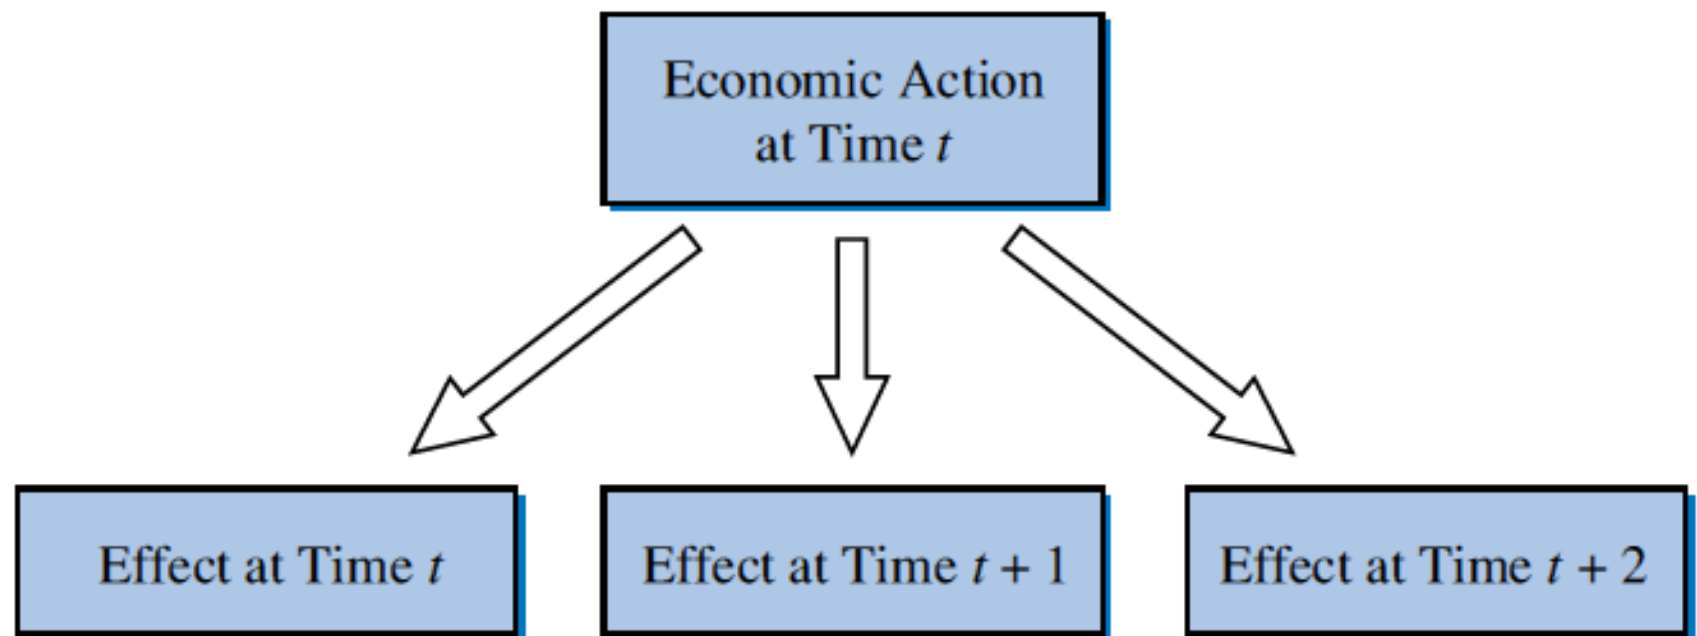 Economic Action
at Time t
Effect at Time t
Effect at Time t + 1
Effect at Time t + 2